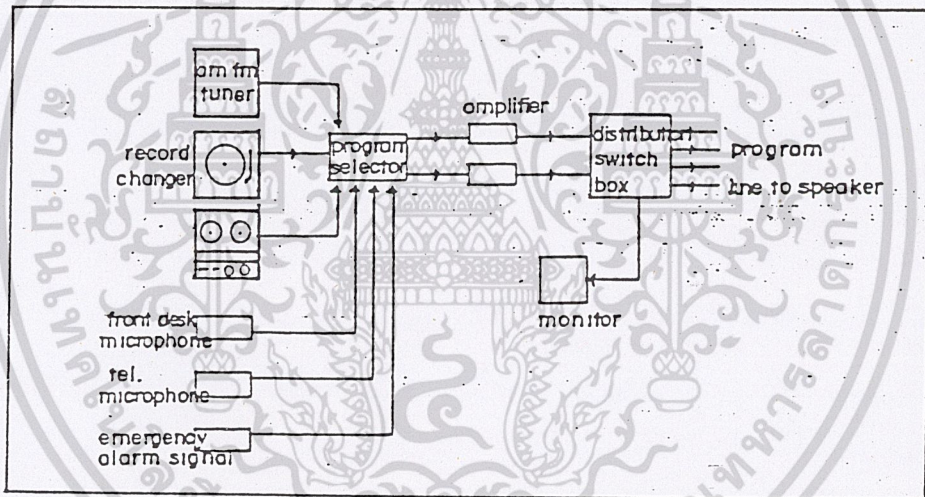 am fm
tuner
record
changer
program
selector
amplifier
distribution
switch
box
program
line to speaker
monitor
front desk
microphone
tel.
microphone
emergency
alarm signal